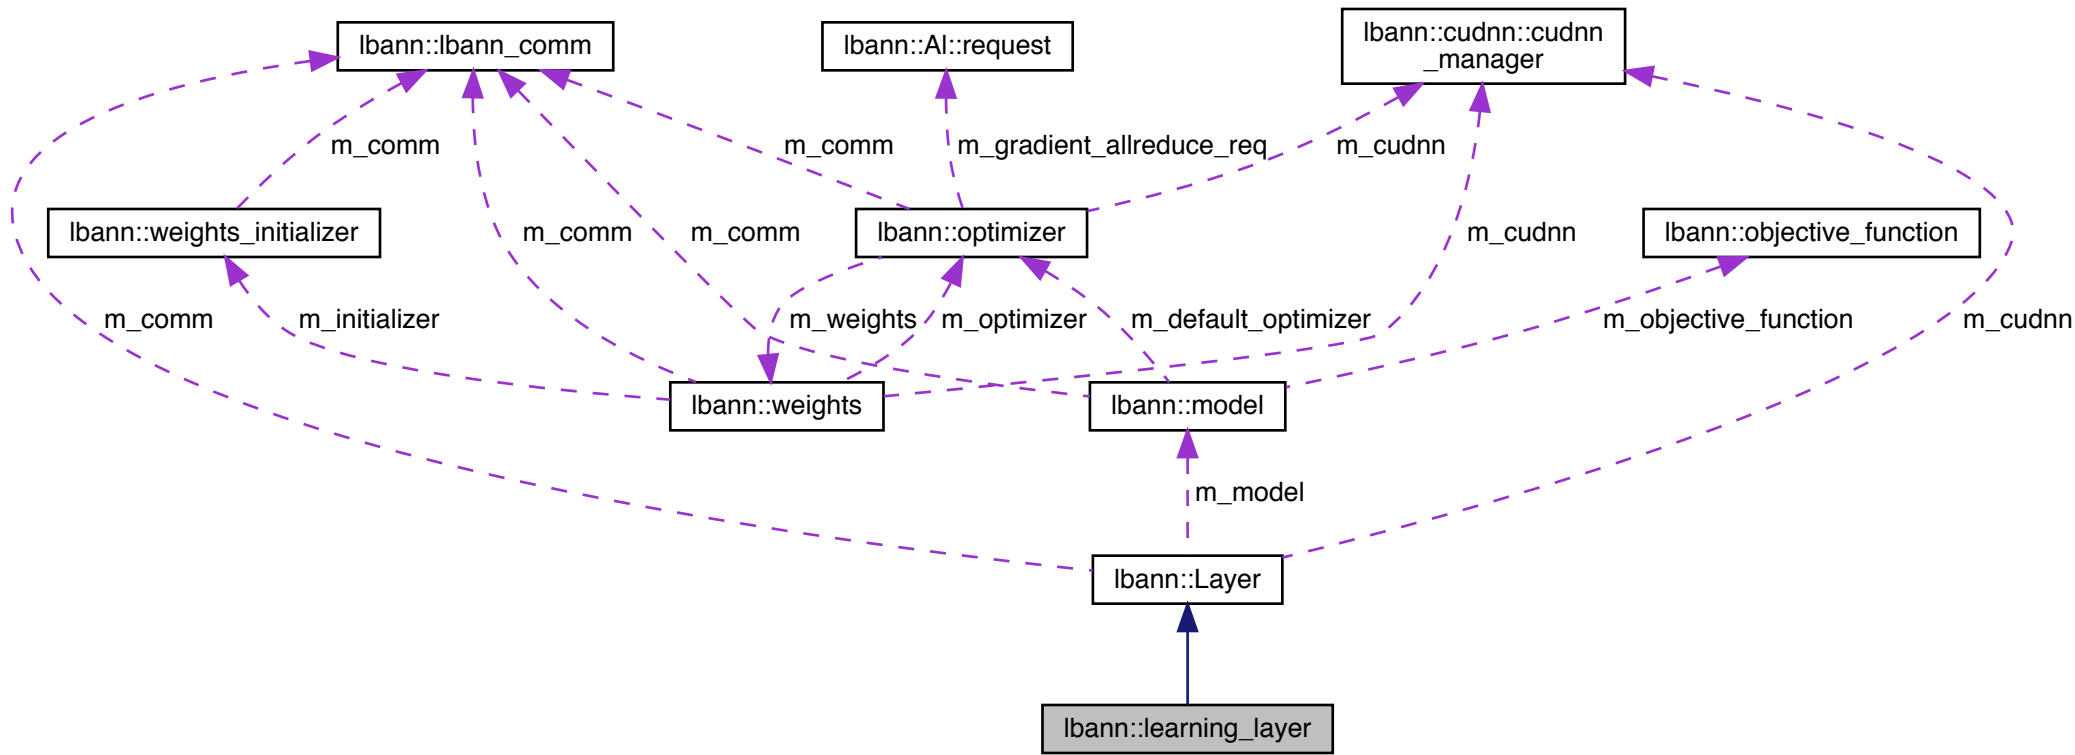 lbann::lbann_comm
lbann::Al::request
lbann::cudnn::cudnn
_manager
m_comm
m_comm
m_gradient_allreduce_req
m_cudnn
lbann::weights_initializer
m_comm
m_comm
lbann::optimizer
m_cudnn
lbann::objective_function
m_comm
m_initializer
m_weights
m_optimizer
m_default_optimizer
m_objective_function
m_cudnn
lbann::weights
lbann::model
m_model
lbann::Layer
lbann::learning_layer